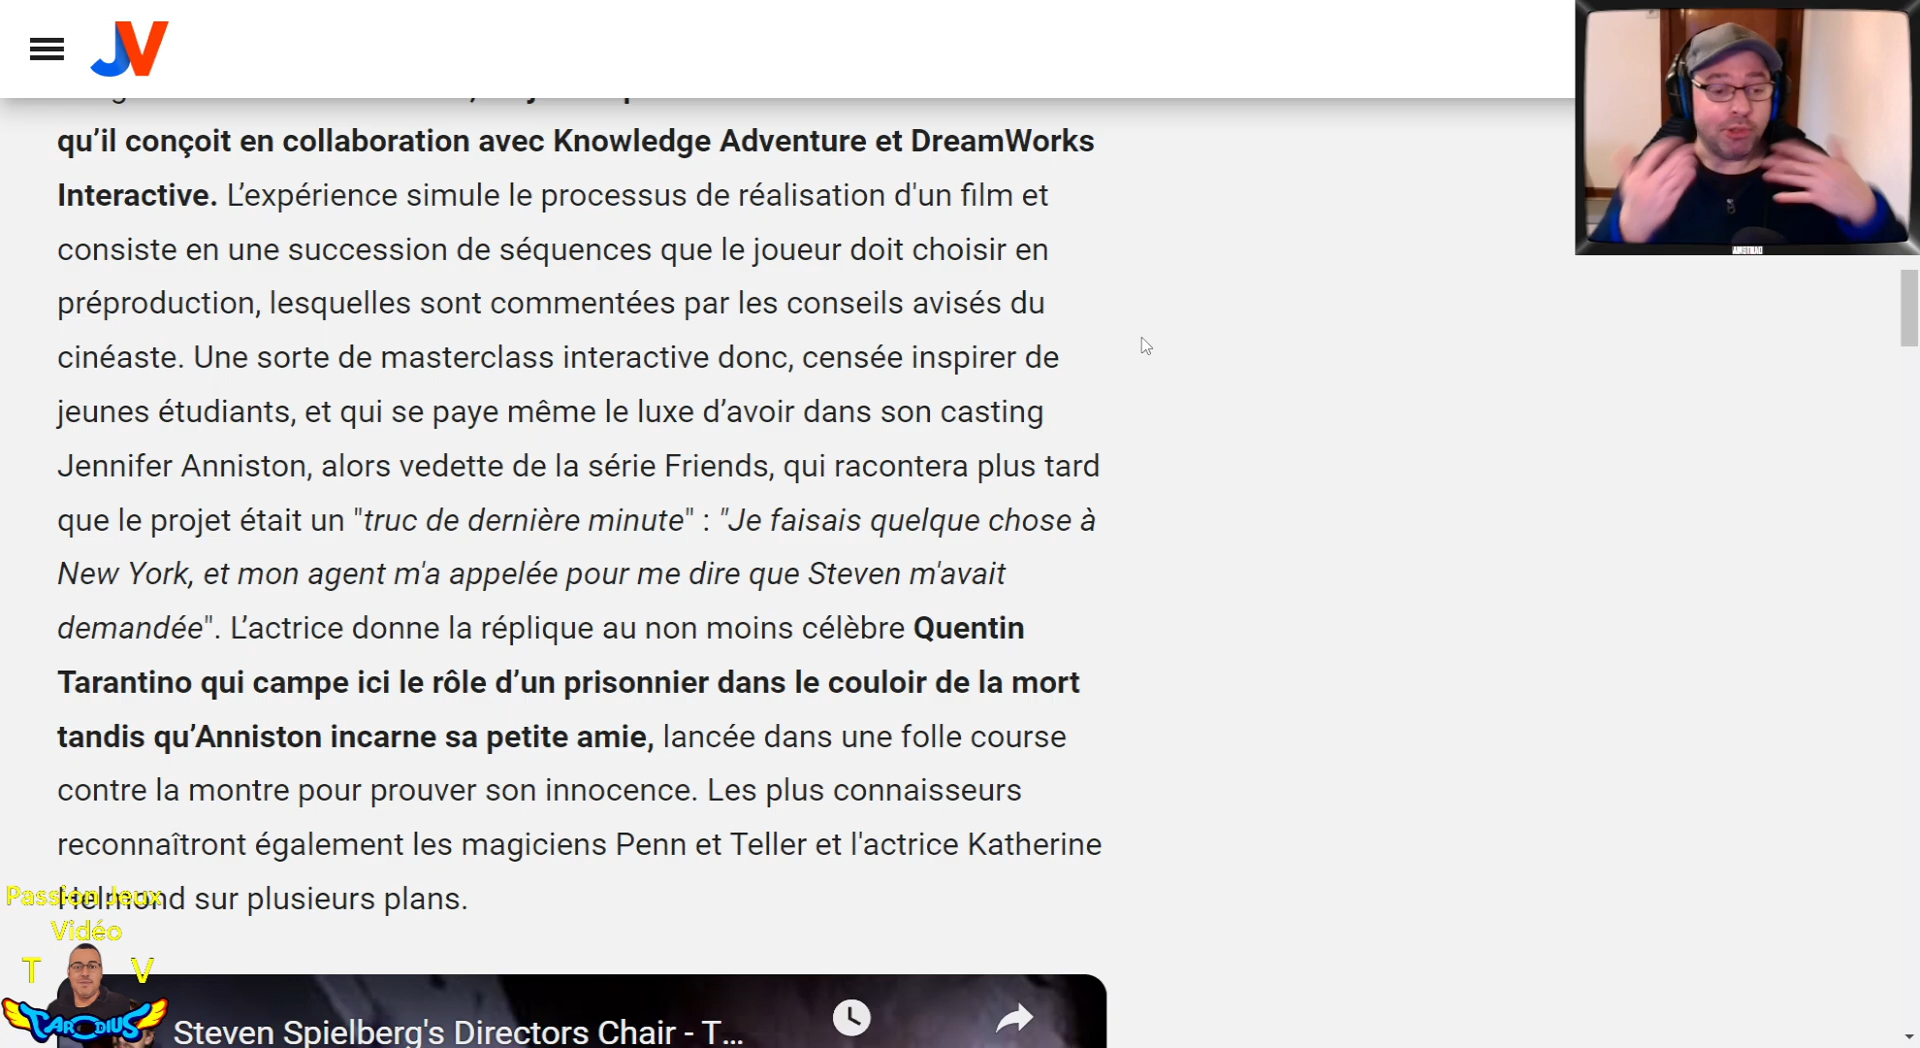 JV
qu’il conçoit en collaboration avec Knowledge Adventure et DreamWorks
Interactive. L’expérience simule le processus de réalisation d'un film et
consiste en une succession de séquences que le joueur doit choisir en
préproduction, lesquelles sont commentées par les conseils avisés du
cinéaste. Une sorte de masterclass interactive donc, censée inspirer de
jeunes étudiants, et qui se paye même le luxe d’avoir dans son casting
Jennifer Anniston, alors vedette de la série Friends, qui racontera plus tard
que le projet était un "truc de dernière minute" : "Je faisais quelque chose à
New York, et mon agent m'a appelée pour me dire que Steven m'avait
demandée". L’actrice donne la réplique au non moins célèbre Quentin
Tarantino qui campe ici le rôle d’un prisonnier dans le couloir de la mort
tandis qu’Anniston incarne sa petite amie, lancée dans une folle course
contre la montre pour prouver son innocence. Les plus connaisseurs
reconnaîtront également les magiciens Penn et Teller et l'actrice Katherine
Helmond sur plusieurs plans.
Passion Jeux
Vidéo
T V
TARODIUS
Steven Spielberg's Directors Chair - T...
AMSTRAD